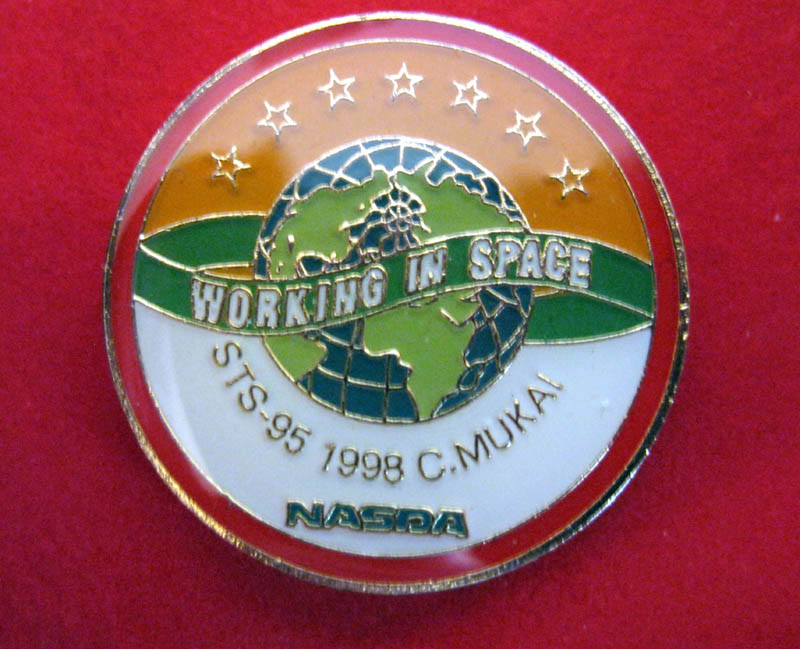 WORKING IN SPACE
STS-95 1998 C.MUKAI
NASDA